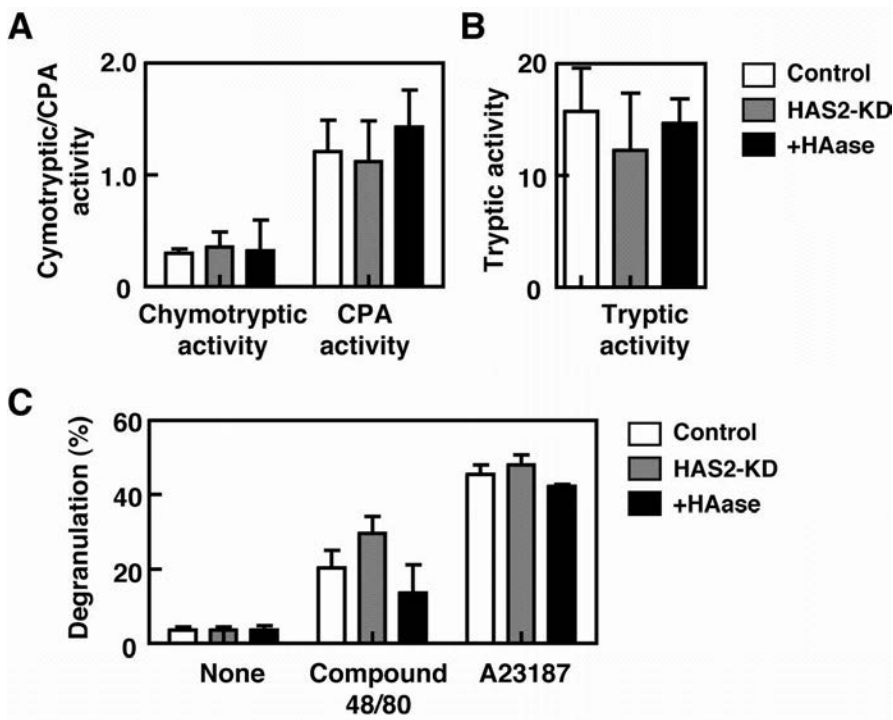 A
Cymotryptic/CPA
activity
2.0
1.0
0
Chymotryptic
activity
CPA
activity
B
Tryptic activity
20
10
0
Tryptic
activity
Control
HAS2-KD
+HAase
C
Degranulation (%)
60
40
20
0
None
Compound
48/80
A23187
Control
HAS2-KD
+HAase